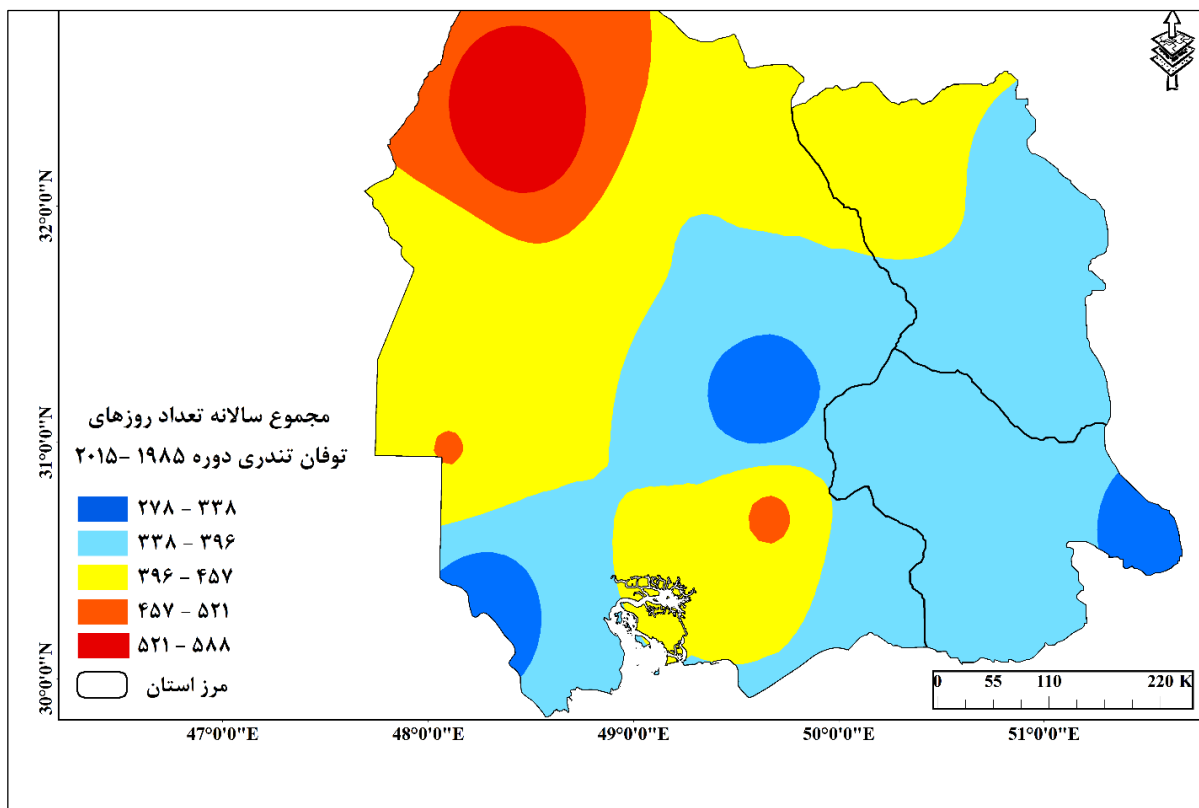 32°0'0"N
31°0'0"N
30°0'0"N
مجموع سالانه تعداد روزهای
توفان تندری دوره ۱۹۸۵ -۲۰۱۵
۲۷۸ - ۳۳۸
۳۳۸ - ۳۹۶
۳۹۶ - ۴۵۷
۴۵۷ - ۵۲۱
۵۲۱ - ۵۸۸
مرز استان
0 55 110 220 K
47°0'0"E 48°0'0"E 49°0'0"E 50°0'0"E 51°0'0"E